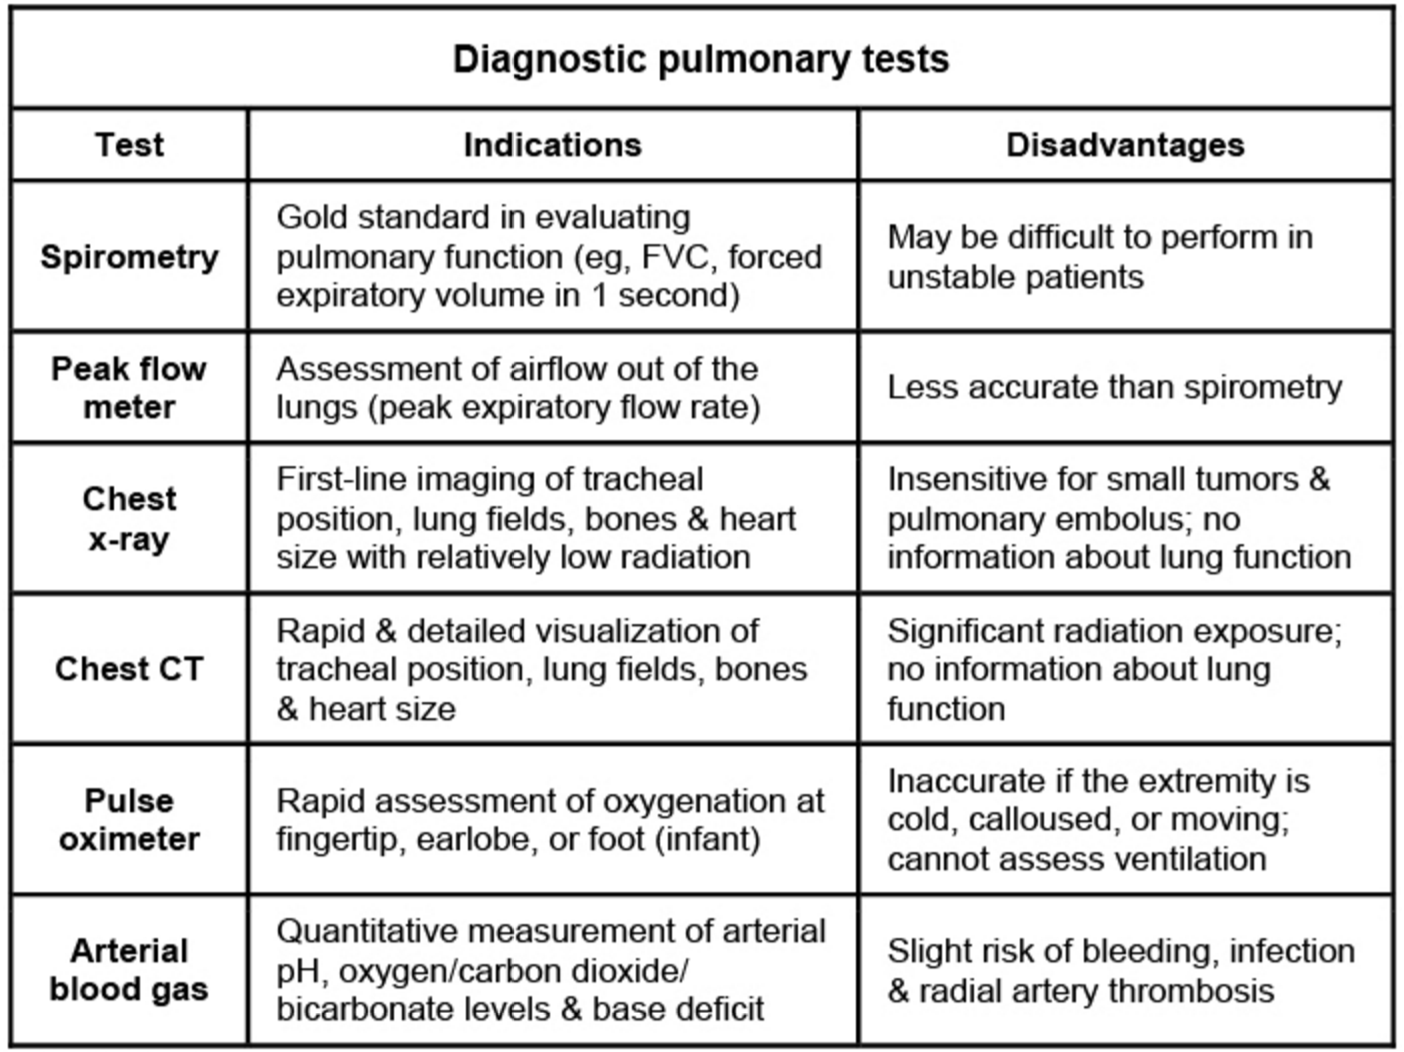 Diagnostic pulmonary tests
Test
Indications
Disadvantages
Spirometry
Gold standard in evaluating
pulmonary function (eg, FVC, forced
expiratory volume in 1 second)
May be difficult to perform in
unstable patients
Peak flow
meter
Assessment of airflow out of the
lungs (peak expiratory flow rate)
Less accurate than spirometry
Chest
x-ray
First-line imaging of tracheal
position, lung fields, bones & heart
size with relatively low radiation
Insensitive for small tumors &
pulmonary embolus; no
information about lung function
Chest CT
Rapid & detailed visualization of
tracheal position, lung fields, bones
& heart size
Significant radiation exposure;
no information about lung
function
Pulse
oximeter
Rapid assessment of oxygenation at
fingertip, earlobe, or foot (infant)
Inaccurate if the extremity is
cold, calloused, or moving;
cannot assess ventilation
Arterial
blood gas
Quantitative measurement of arterial
pH, oxygen/carbon dioxide/
bicarbonate levels & base deficit
Slight risk of bleeding, infection
& radial artery thrombosis